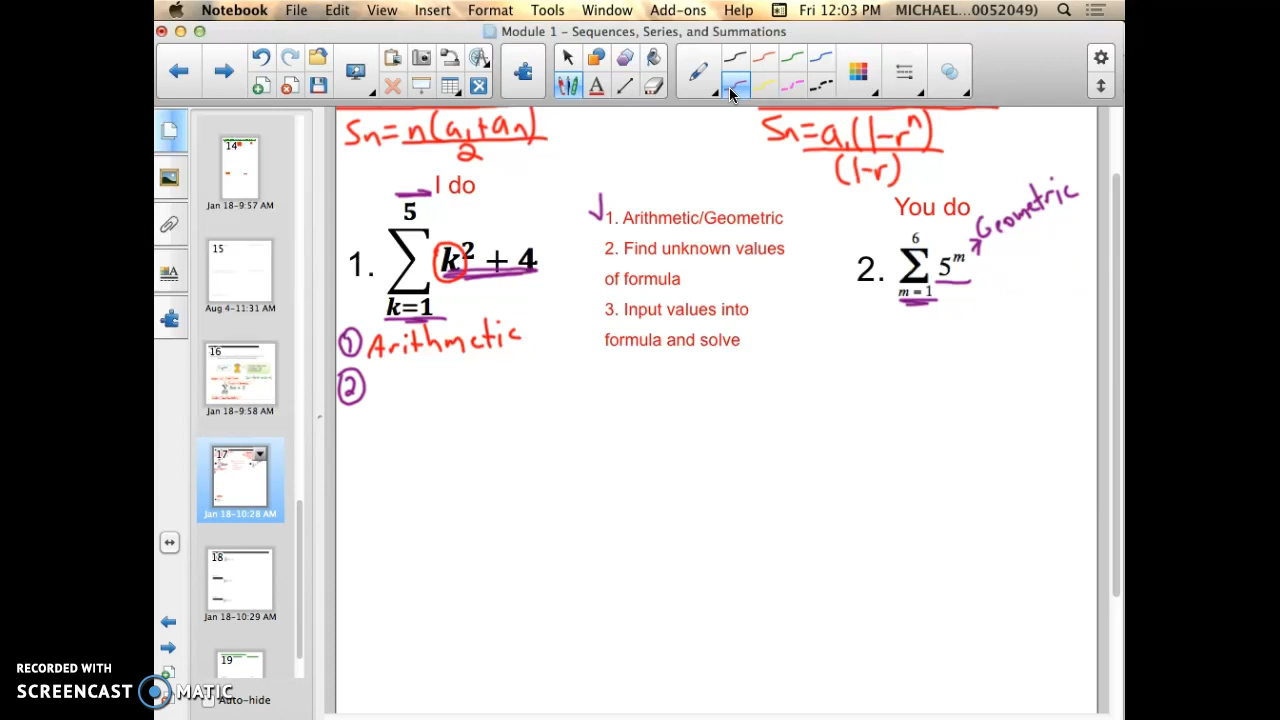 Notebook File Edit View Insert Format Tools Window Add-ons Help Fri 12:03 PM MICHAEL...0052049)
Module 1 – Sequences, Series, and Summations
14
Jan 18-9:57 AM
15
Aug 4-11:31 AM
16
Jan 18-9:58 AM
17
Jan 18-10:28 AM
18
Jan 18-10:29 AM
19
Auto-hide
Sn = n(a₁+an)
2
Sn = a₁(1-rⁿ)
(1-r)
I do
5
1. ∑ k² + 4
k=1
① Arithmetic
②
1. Arithmetic/Geometric
2. Find unknown values
of formula
3. Input values into
formula and solve
You do
Geometric
6
2. ∑ 5ᵐ
m = 1
RECORDED WITH
SCREENCAST MATIC